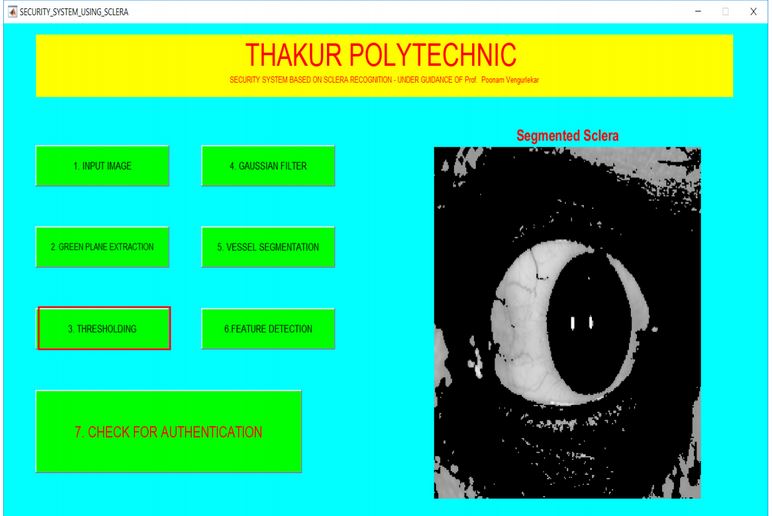 SECURITY_SYSTEM_USING_SCLERA
THAKUR POLYTECHNIC
SECURITY SYSTEM BASED ON SCLERA RECOGNITION - UNDER GUIDANCE OF Prof. Poonam Vengurlekar
1. INPUT IMAGE
4. GAUSSIAN FILTER
2. GREEN PLANE EXTRACTION
5. VESSEL SEGMENTATION
3. THRESHOLDING
6.FEATURE DETECTION
7. CHECK FOR AUTHENTICATION
Segmented Sclera